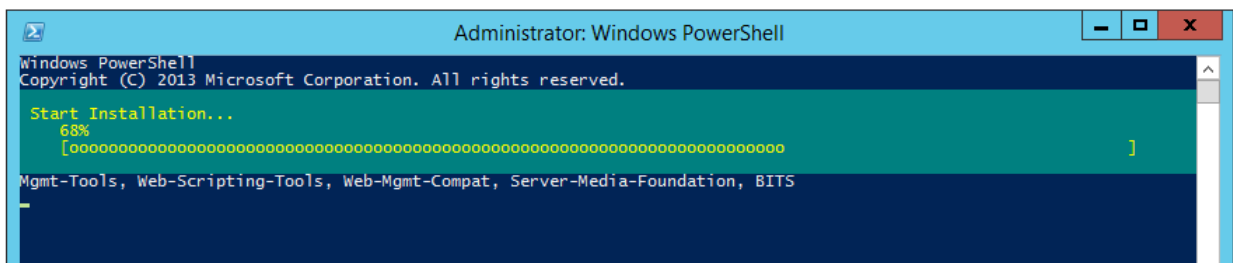 Administrator: Windows PowerShell
Windows PowerShell
Copyright (C) 2013 Microsoft Corporation. All rights reserved.
Start Installation...
68%
[ooooooooooooooooooooooooooooooooooooooooooooooooooooooooooooooooooooooooo ]
Mgmt-Tools, Web-Scripting-Tools, Web-Mgmt-Compat, Server-Media-Foundation, BITS